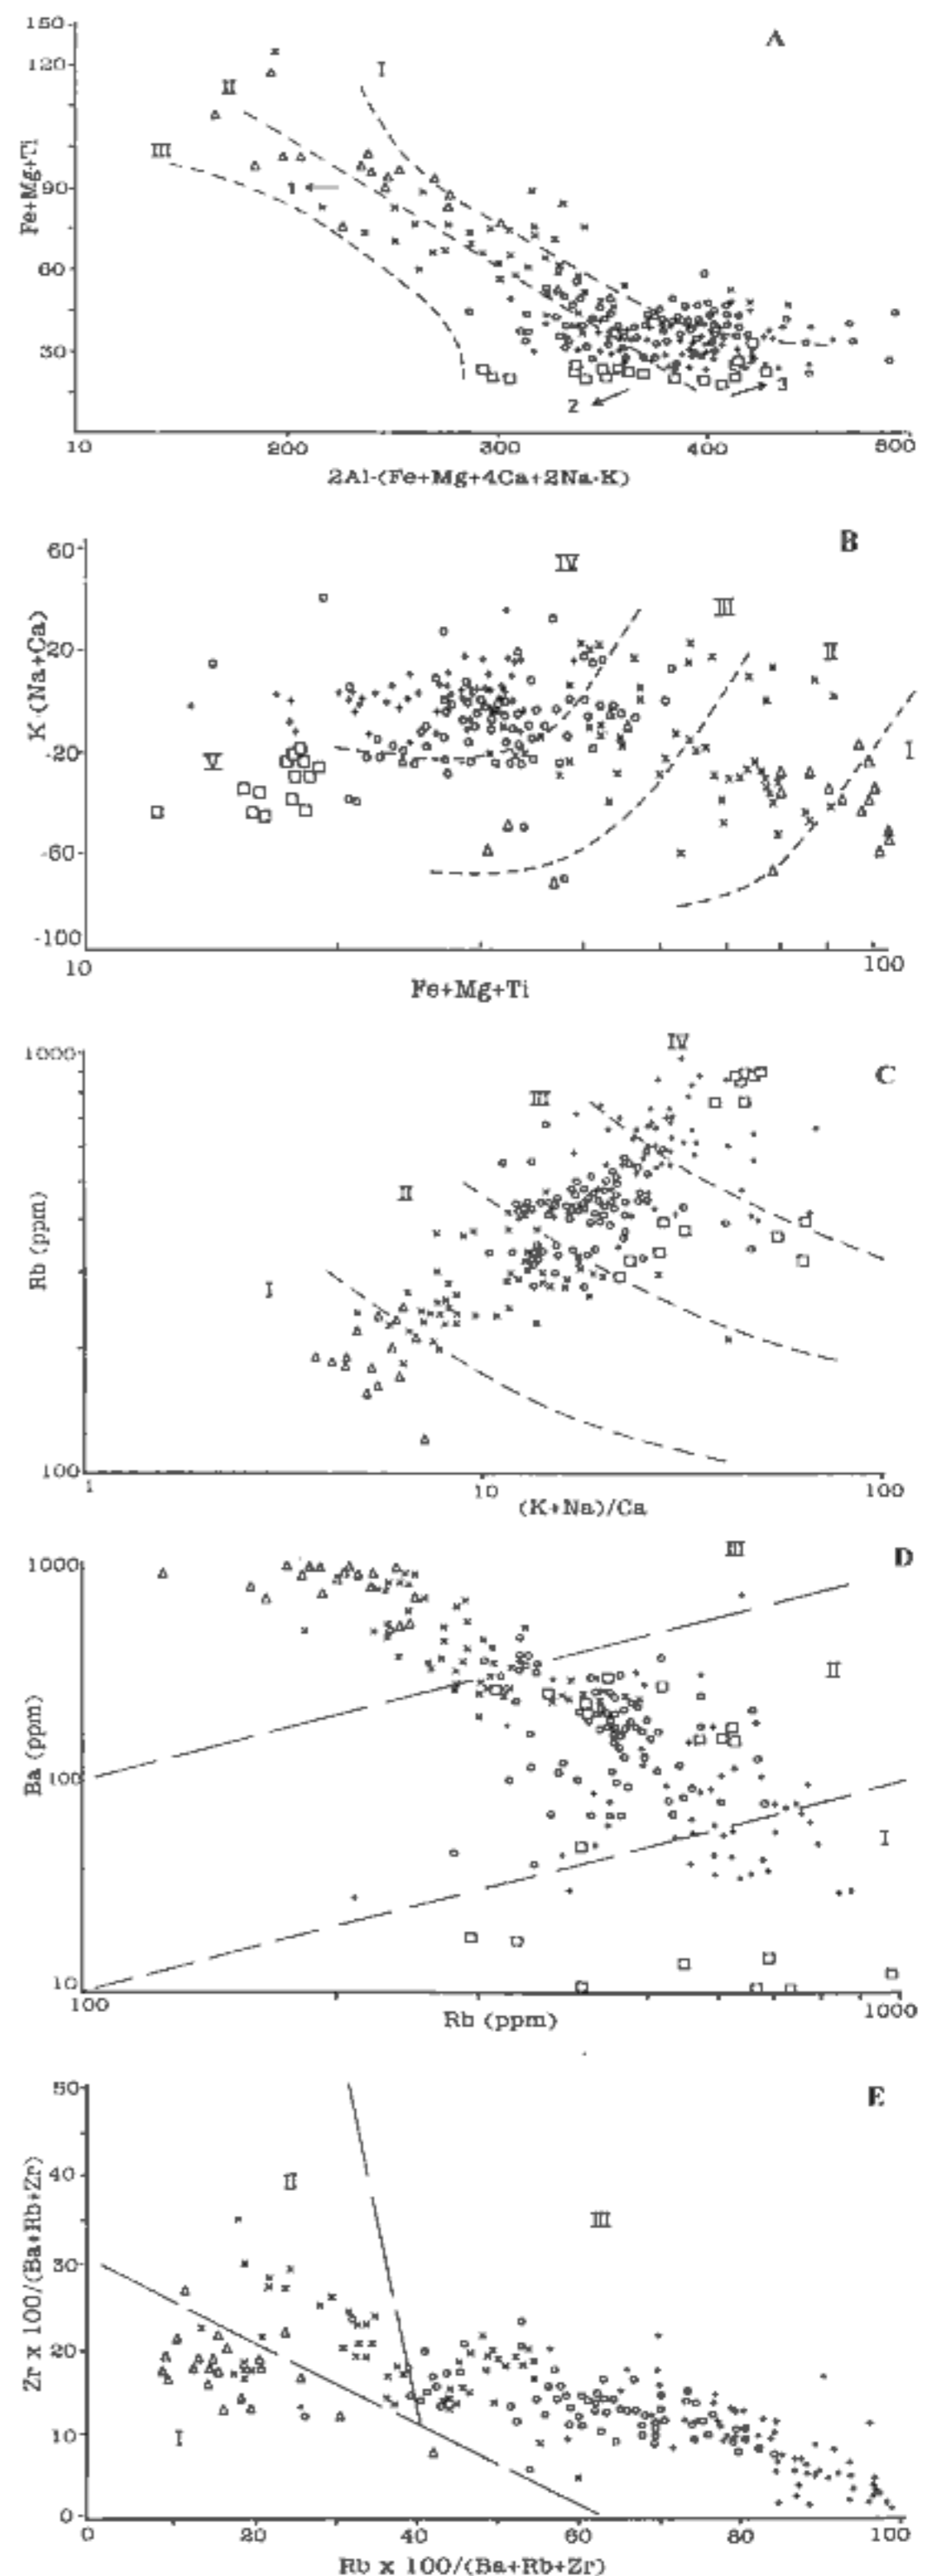 A
150
120
90
60
30
Fe+Mg+Ti
I
II
III
1
2
3
10 200 300 400 500
2Al-(Fe+Mg+4Ca+2Na·K)
B
60
20
-20
-60
-100
K·(Na+Ca)
IV
III
II
I
V
10 100
Fe+Mg+Ti
C
1000
100
Rb (ppm)
IV
III
II
I
1 10 100
(K+Na)/Ca
D
1000
100
10
Ba (ppm)
III
II
I
100 1000
Rb (ppm)
E
50
40
30
20
10
0
Zr x 100/(Ba+Rb+Zr)
II
III
I
0 20 40 60 80 100
Rb x 100/(Ba+Rb+Zr)